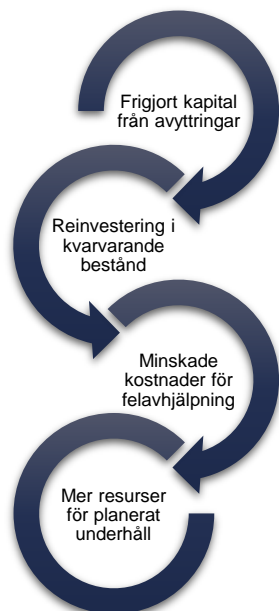 Frigjort kapital
från avyttringar
Reinvestering i
kvarvarande
bestånd
Minskade
kostnader för
felavhjälpning
Mer resurser
för planerat
underhåll